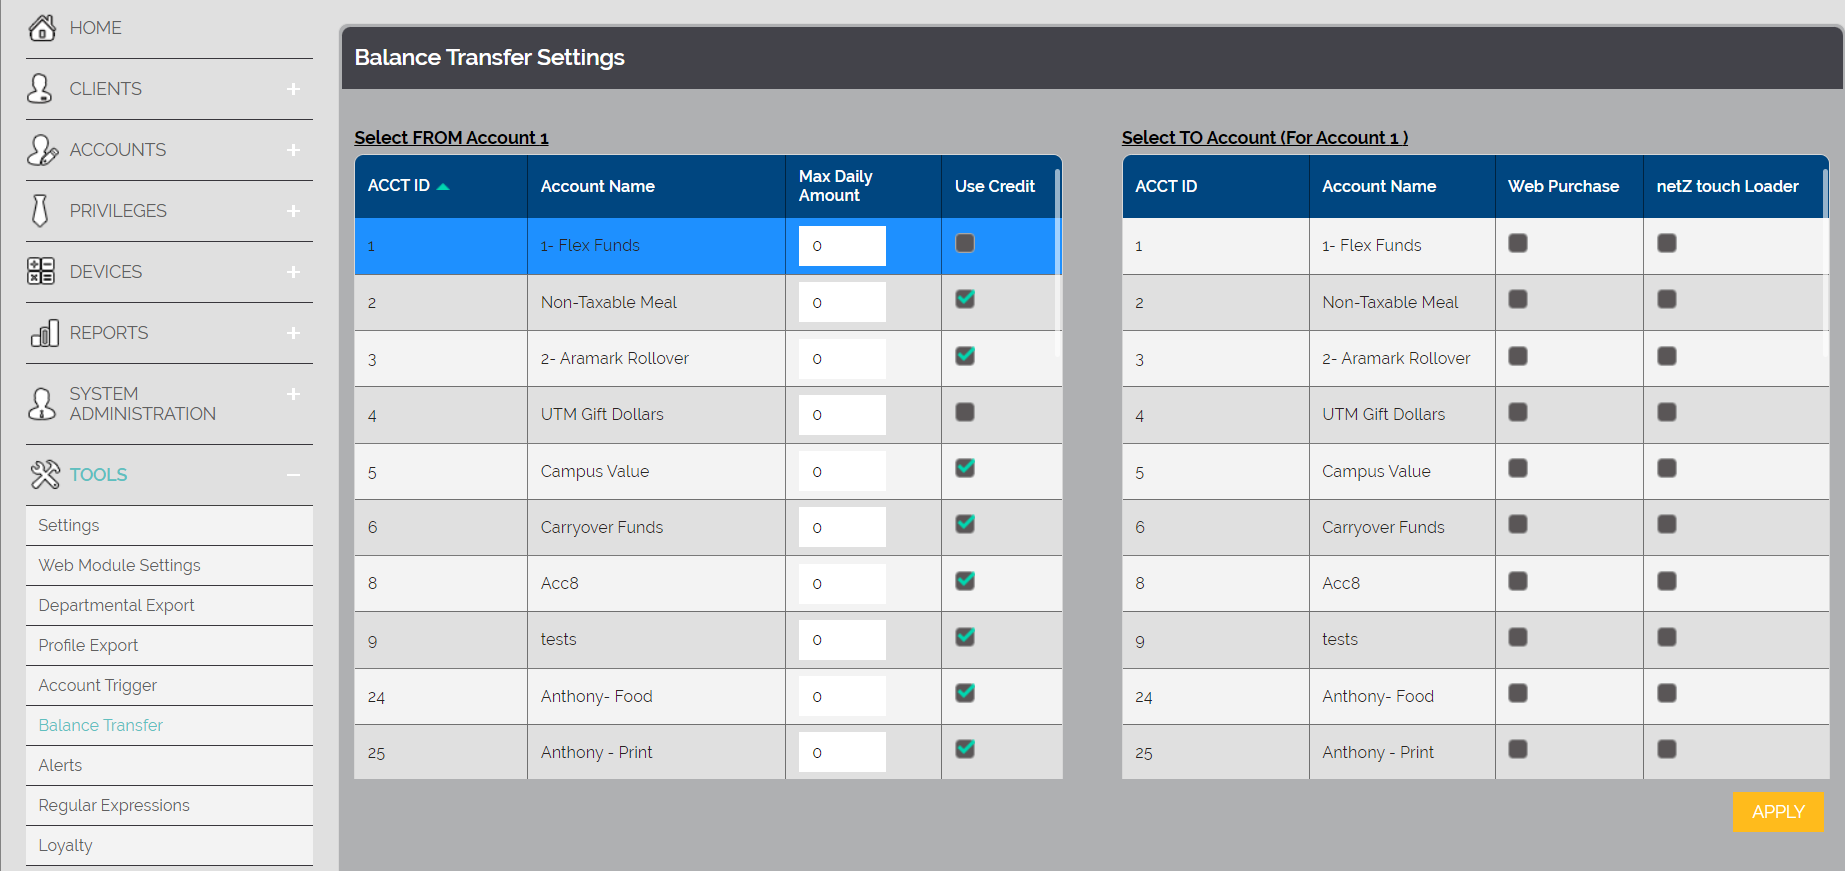 HOME
CLIENTS
ACCOUNTS
PRIVILEGES
DEVICES
REPORTS
SYSTEM
ADMINISTRATION
TOOLS
Settings
Web Module Settings
Departmental Export
Profile Export
Account Trigger
Balance Transfer
Alerts
Regular Expressions
Loyalty
Balance Transfer Settings
Select FROM Account 1
ACCT ID Account Name Max Daily Amount Use Credit
1 1- Flex Funds 0
2 Non-Taxable Meal 0
3 2- Aramark Rollover 0
4 UTM Gift Dollars 0
5 Campus Value 0
6 Carryover Funds 0
8 Acc8 0
9 tests 0
24 Anthony- Food 0
25 Anthony - Print 0
Select TO Account (For Account 1 )
ACCT ID Account Name Web Purchase netZ touch Loader
1 1- Flex Funds
2 Non-Taxable Meal
3 2- Aramark Rollover
4 UTM Gift Dollars
5 Campus Value
6 Carryover Funds
8 Acc8
9 tests
24 Anthony- Food
25 Anthony - Print
APPLY